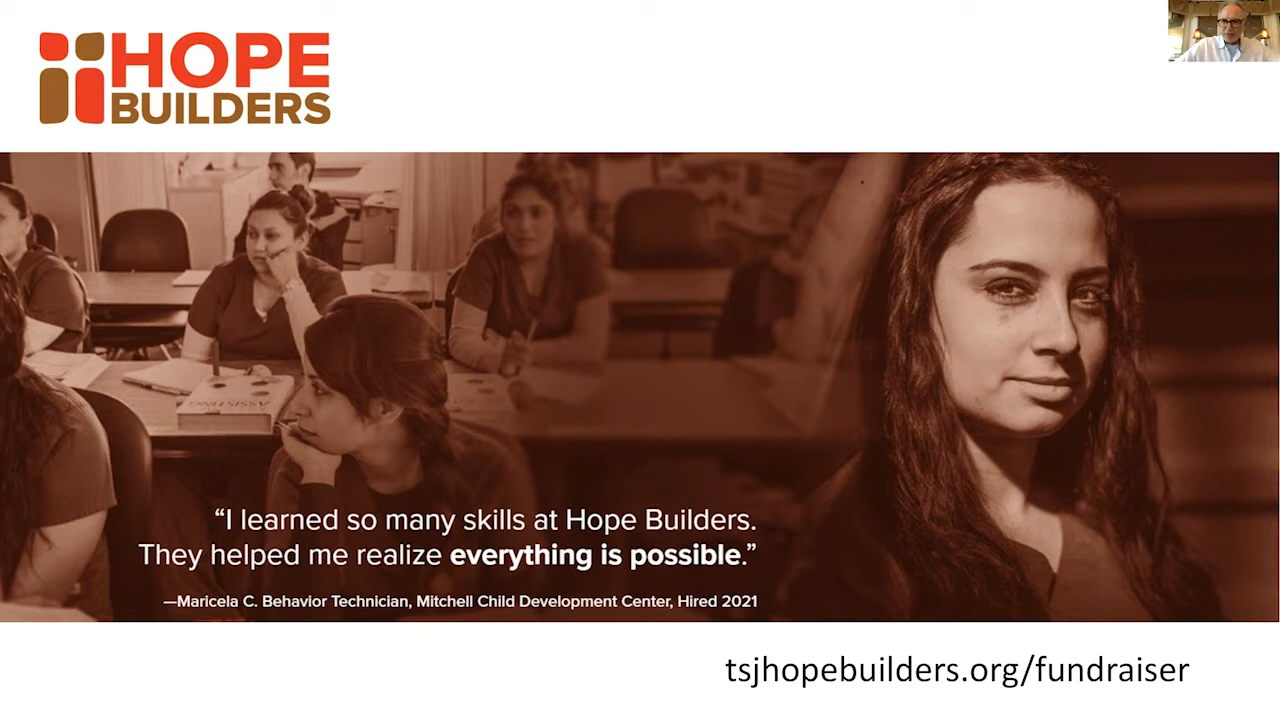 HOPE
BUILDERS
ASSISTING
“I learned so many skills at Hope Builders.
They helped me realize everything is possible.”
—Maricela C. Behavior Technician, Mitchell Child Development Center, Hired 2021
tsjhopebuilders.org/fundraiser